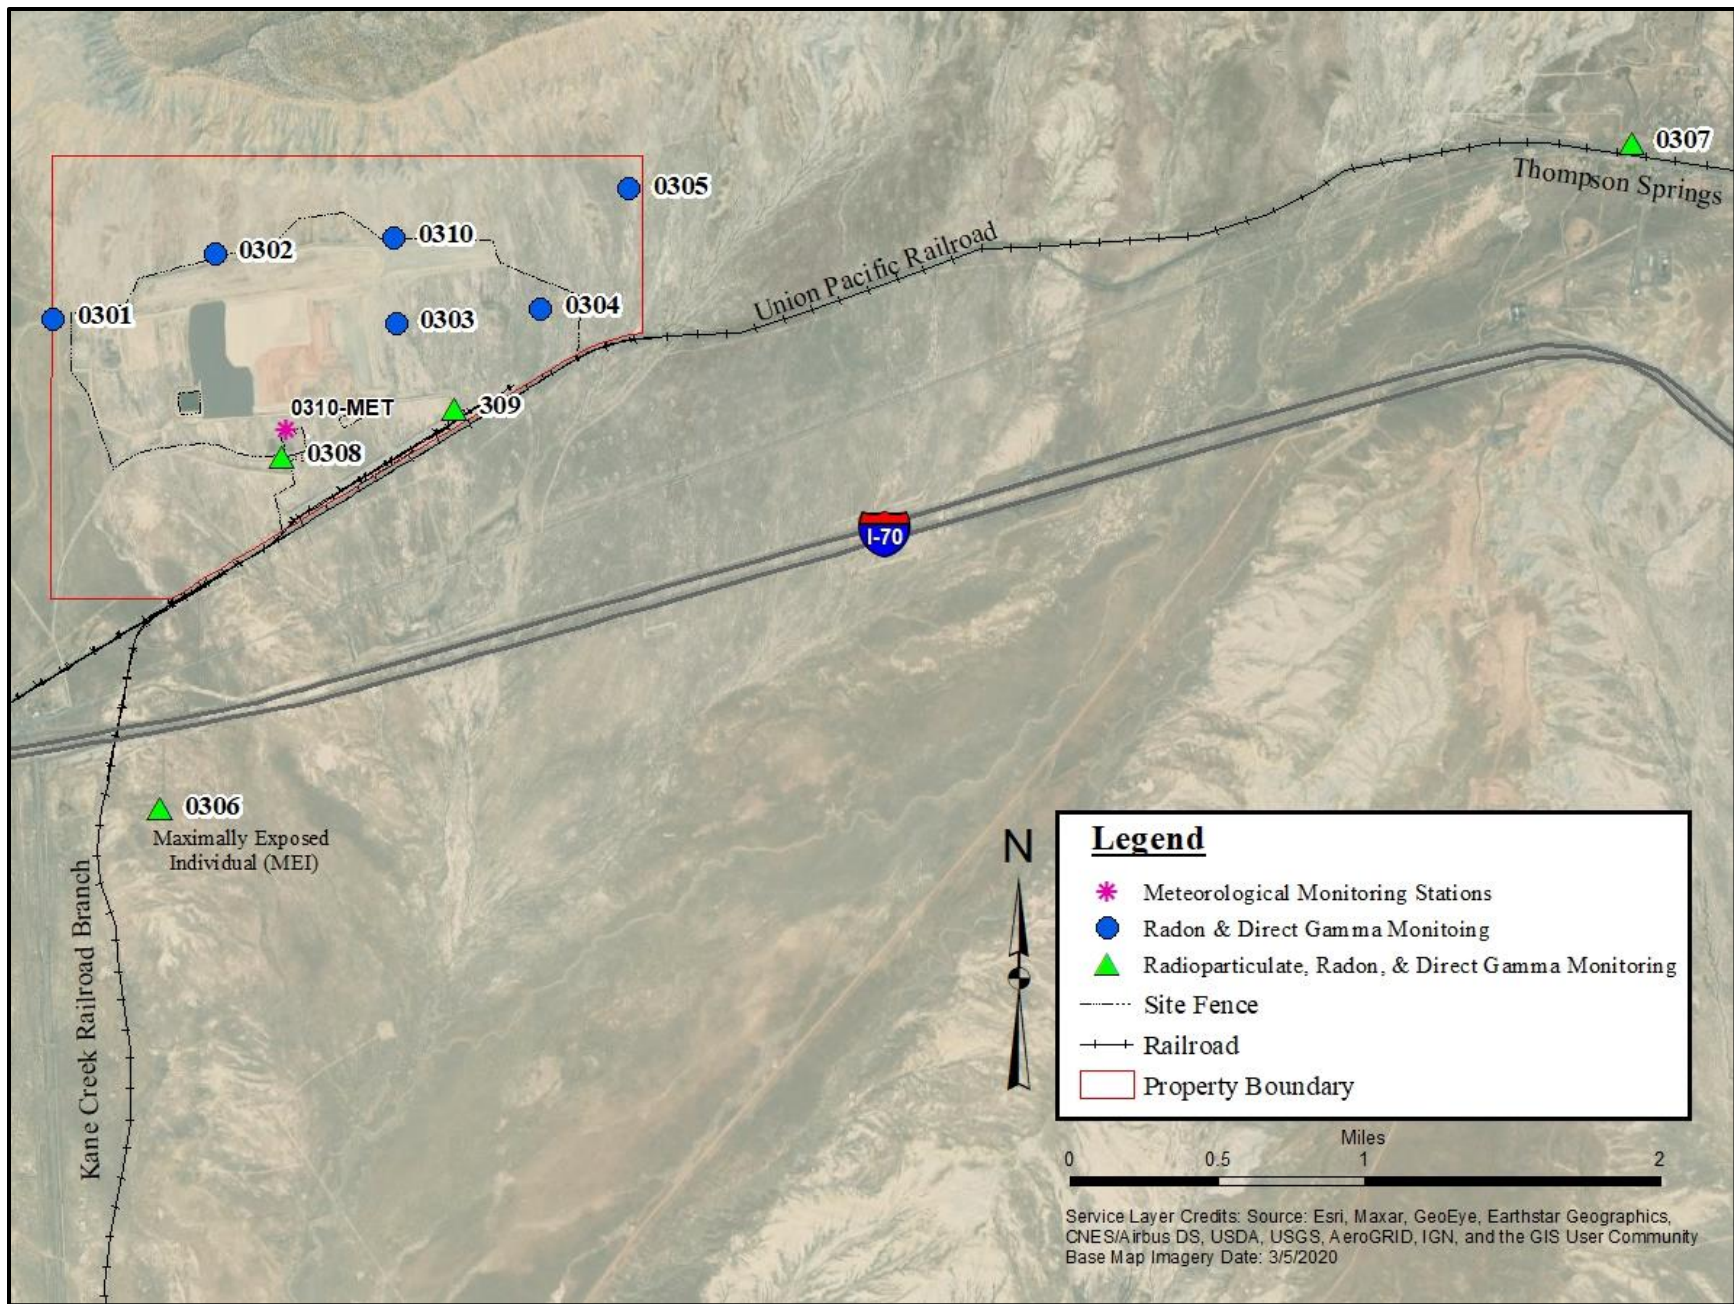 0307
Thompson Springs
0305
0310
0302
Union Pacific Railroad
0304
0301
0303
309
0310-MET
0308
I-70
0306
Maximally Exposed
Individual (MEI)
Kane Creek Railroad Branch
N
Legend
Meteorological Monitoring Stations
Radon & Direct Gamma Monitoing
Radioparticulate, Radon, & Direct Gamma Monitoring
Site Fence
Railroad
Property Boundary
Miles
0 0.5 1 2
Service Layer Credits: Source: Esri, Maxar, GeoEye, Earthstar Geographics,
CNES/Airbus DS, USDA, USGS, AeroGRID, IGN, and the GIS User Community
Base Map Imagery Date: 3/5/2020